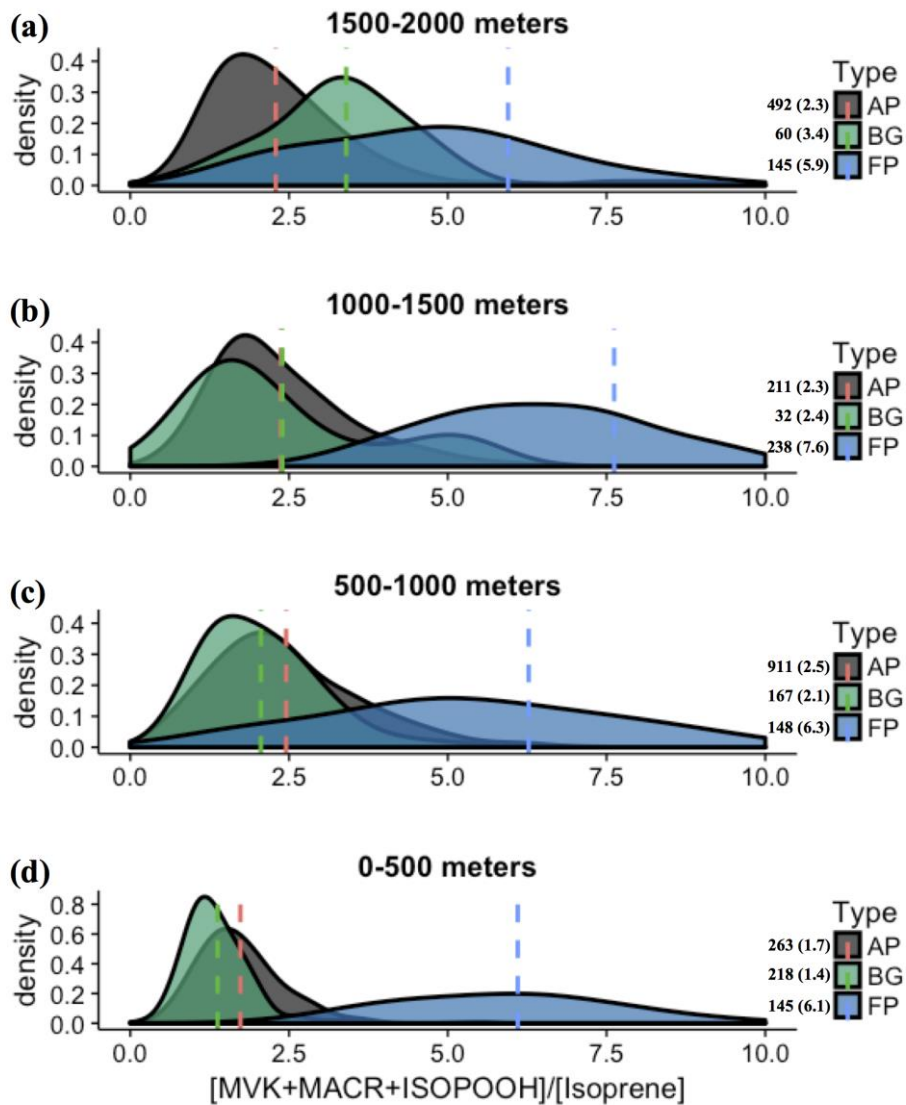 (a)
1500-2000 meters
density
0.4
0.3
0.2
0.1
0.0
0.0 2.5 5.0 7.5 10.0
Type
492 (2.3) AP
60 (3.4) BG
145 (5.9) FP
(b)
1000-1500 meters
density
0.4
0.3
0.2
0.1
0.0
0.0 2.5 5.0 7.5 10.0
Type
211 (2.3) AP
32 (2.4) BG
238 (7.6) FP
(c)
500-1000 meters
density
0.4
0.3
0.2
0.1
0.0
0.0 2.5 5.0 7.5 10.0
Type
911 (2.5) AP
167 (2.1) BG
148 (6.3) FP
(d)
0-500 meters
density
0.8
0.6
0.4
0.2
0.0
0.0 2.5 5.0 7.5 10.0
Type
263 (1.7) AP
218 (1.4) BG
145 (6.1) FP
[MVK+MACR+ISOPOOH]/[Isoprene]